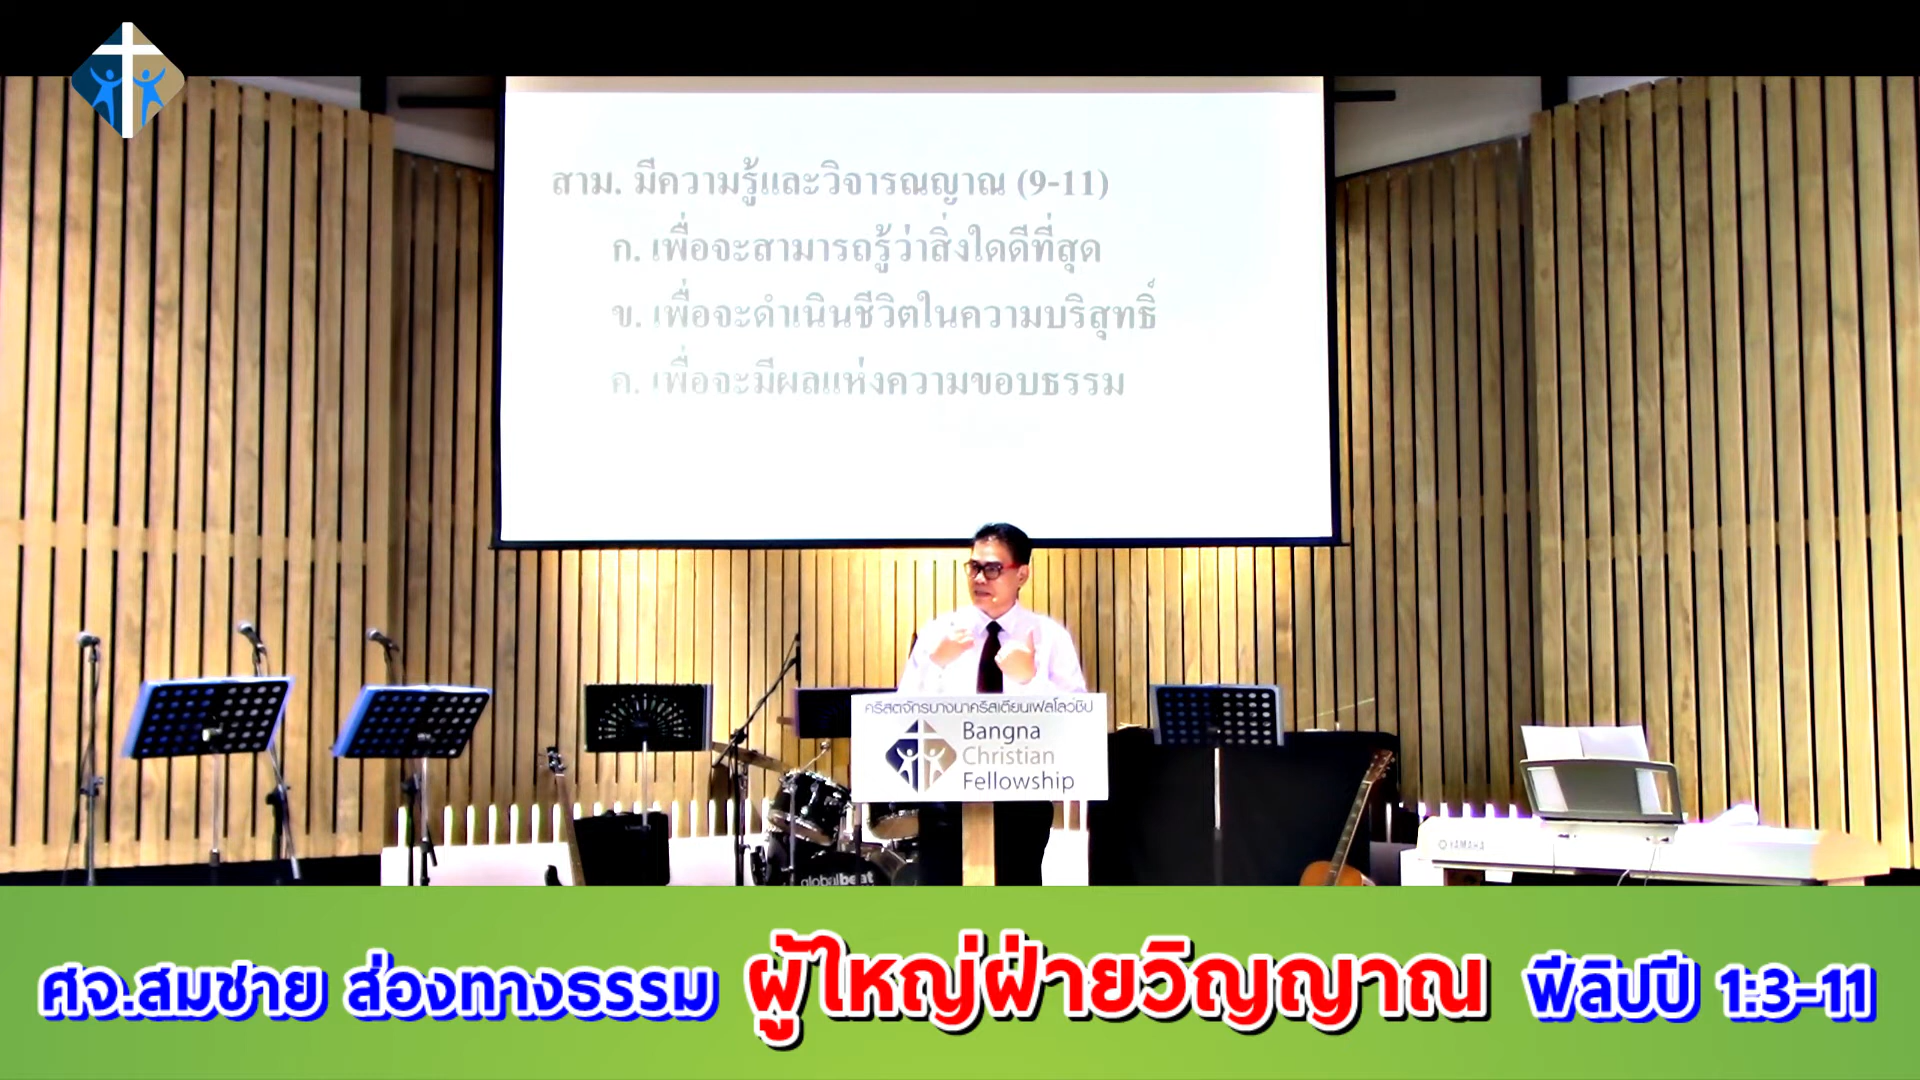 สาม. มีความรู้และวิจารณญาณ (9-11)
ก. เพื่อจะสามารถรู้ว่าสิ่งใดดีที่สุด
ข. เพื่อจะดำเนินชีวิตในความบริสุทธิ์
ค. เพื่อจะมีผลแห่งความชอบธรรม
คริสตจักรบางนาคริสเตียนเฟลโลว์ชิป
Bangna
Christian
Fellowship
YAMAHA
globalbeat
ศจ.สมชาย ส่องทางธรรม ผู้ใหญ่ฝ่ายวิญญาณ ฟีลิปปี 1:3-11